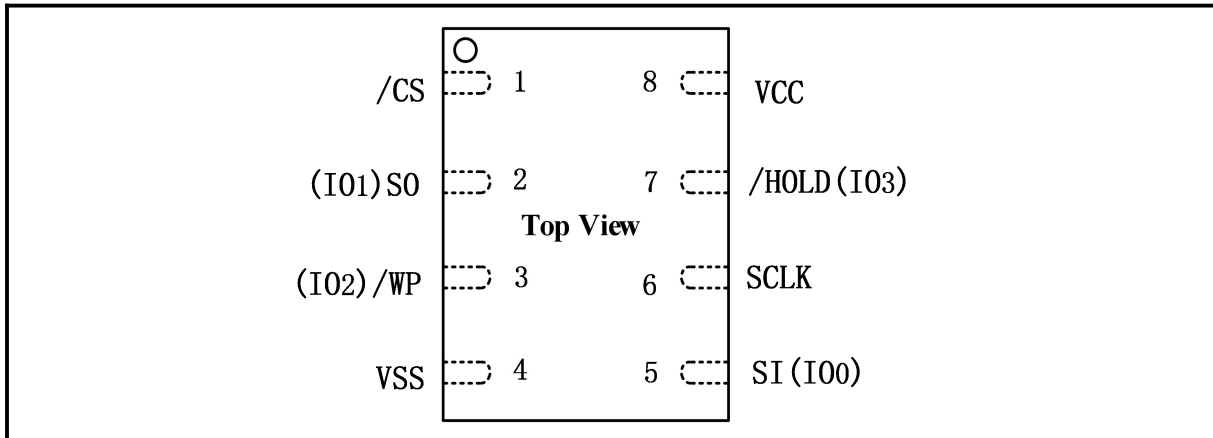 /CS 1 8 VCC
(IO1)SO 2 7 /HOLD(IO3)
Top View
(IO2)/WP 3 6 SCLK
VSS 4 5 SI(IO0)